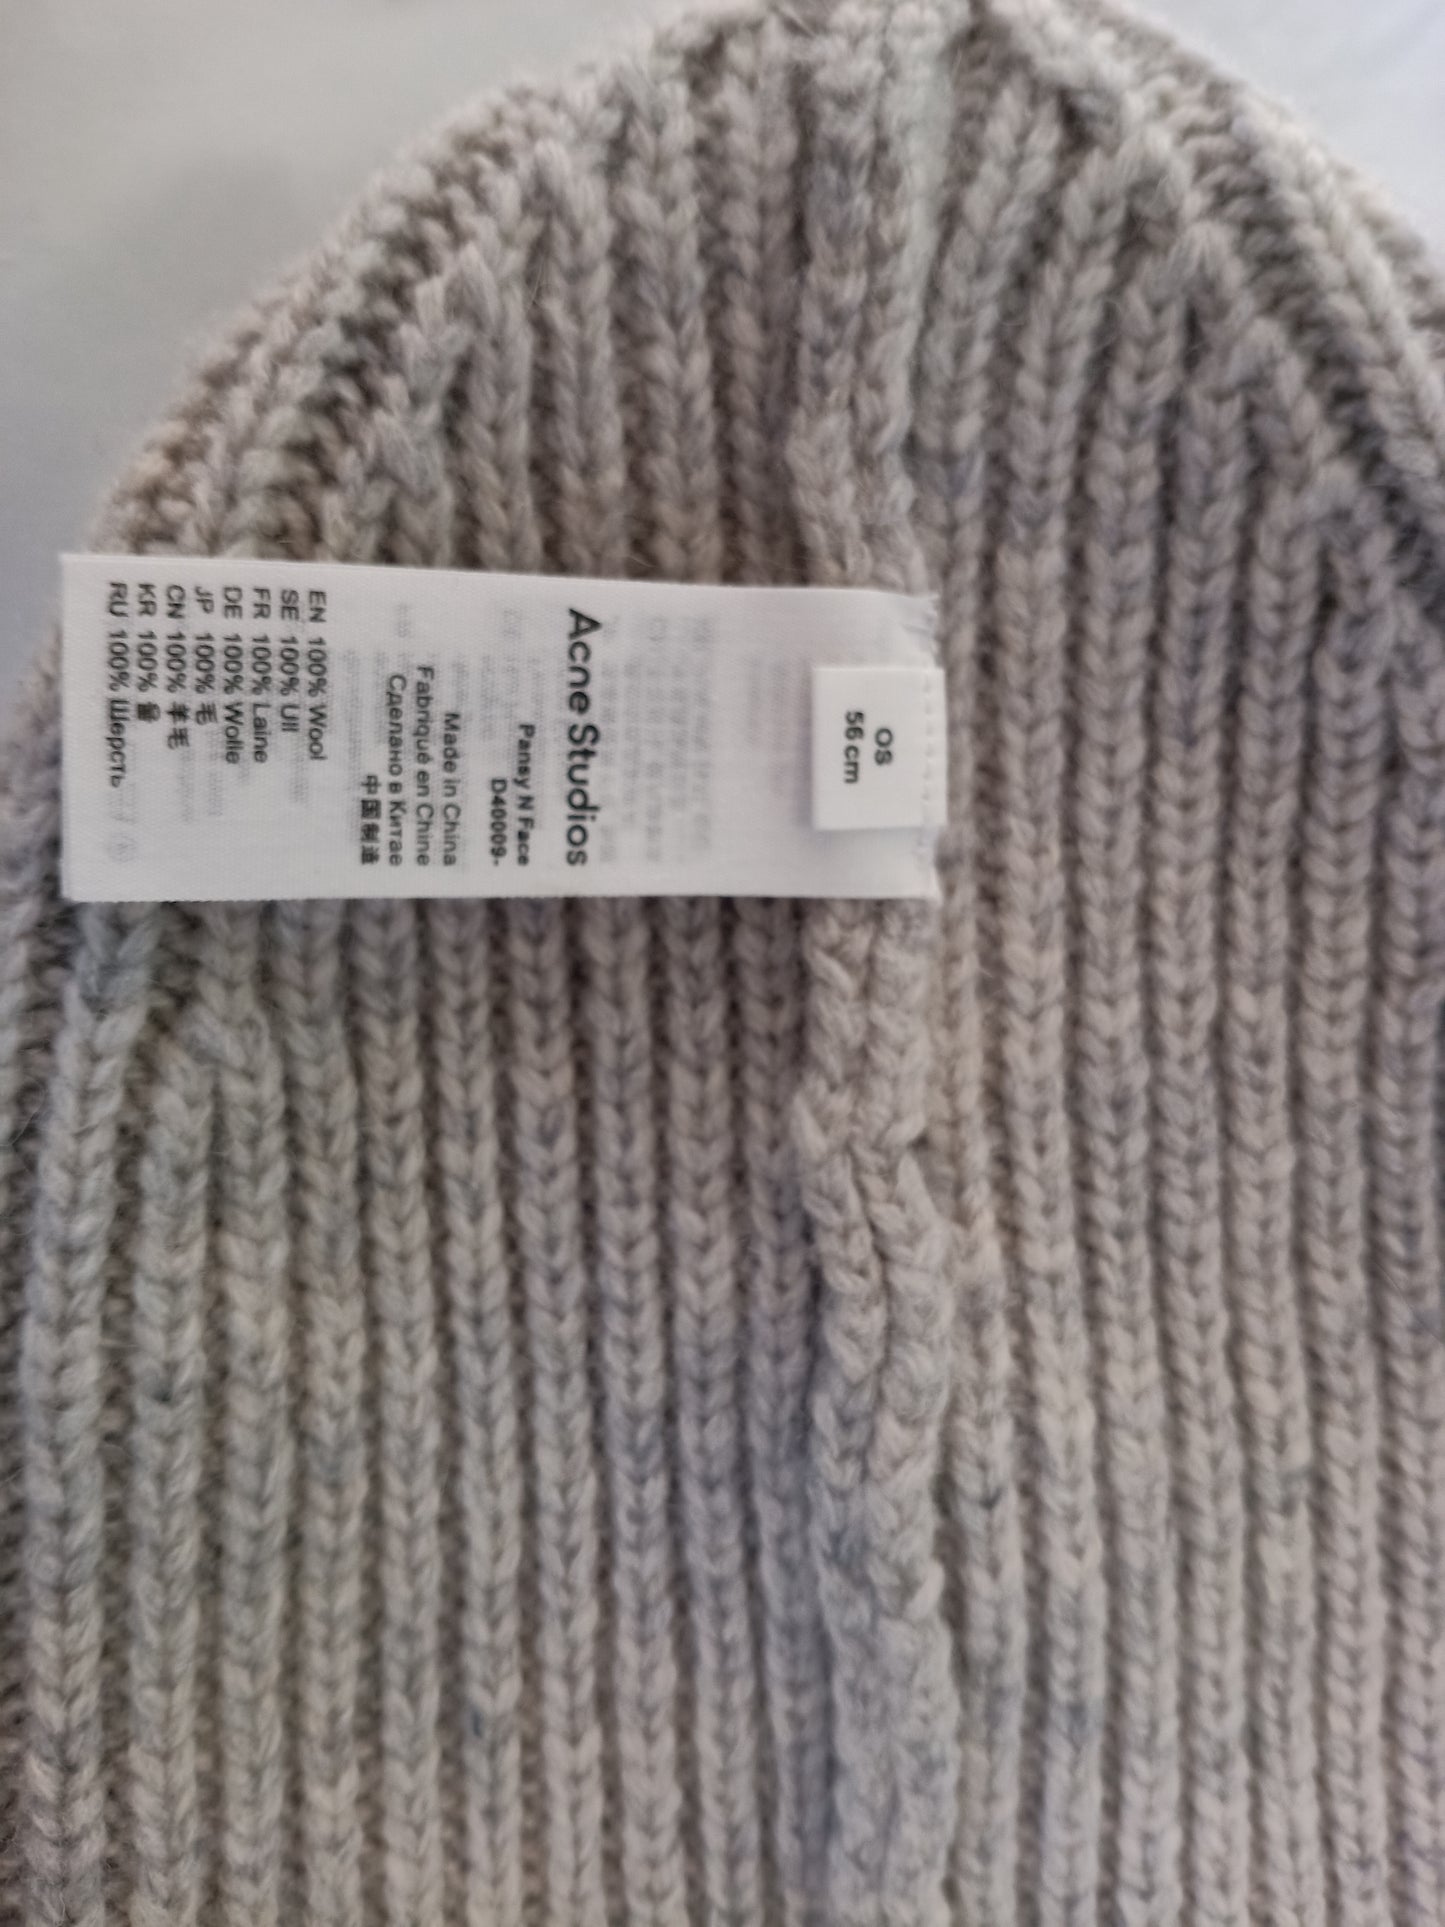 OS
56 cm
Acne Studios
Pansy N Face
D40009-
Made in China
Fabriqué en Chine
Сделано в Китае
中国制造
EN 100% Wool
SE 100% Ull
FR 100% Laine
DE 100% Wolle
JP 100% 毛
CN 100% 羊毛
KR 100% 울
RU 100% Шерсть